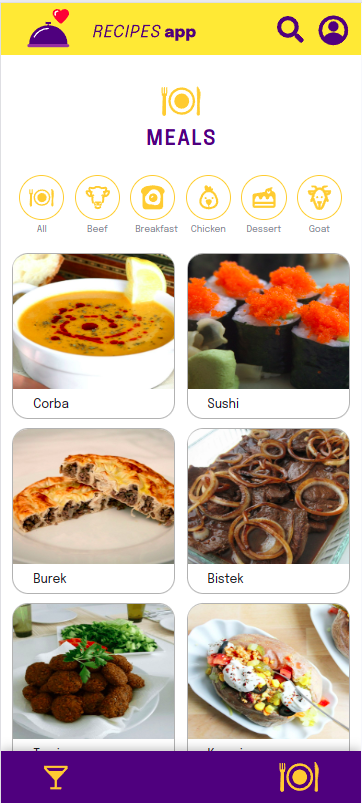 RECIPES app
MEALS
All Beef Breakfast Chicken Dessert Goat
Corba Sushi
Burek Bistek